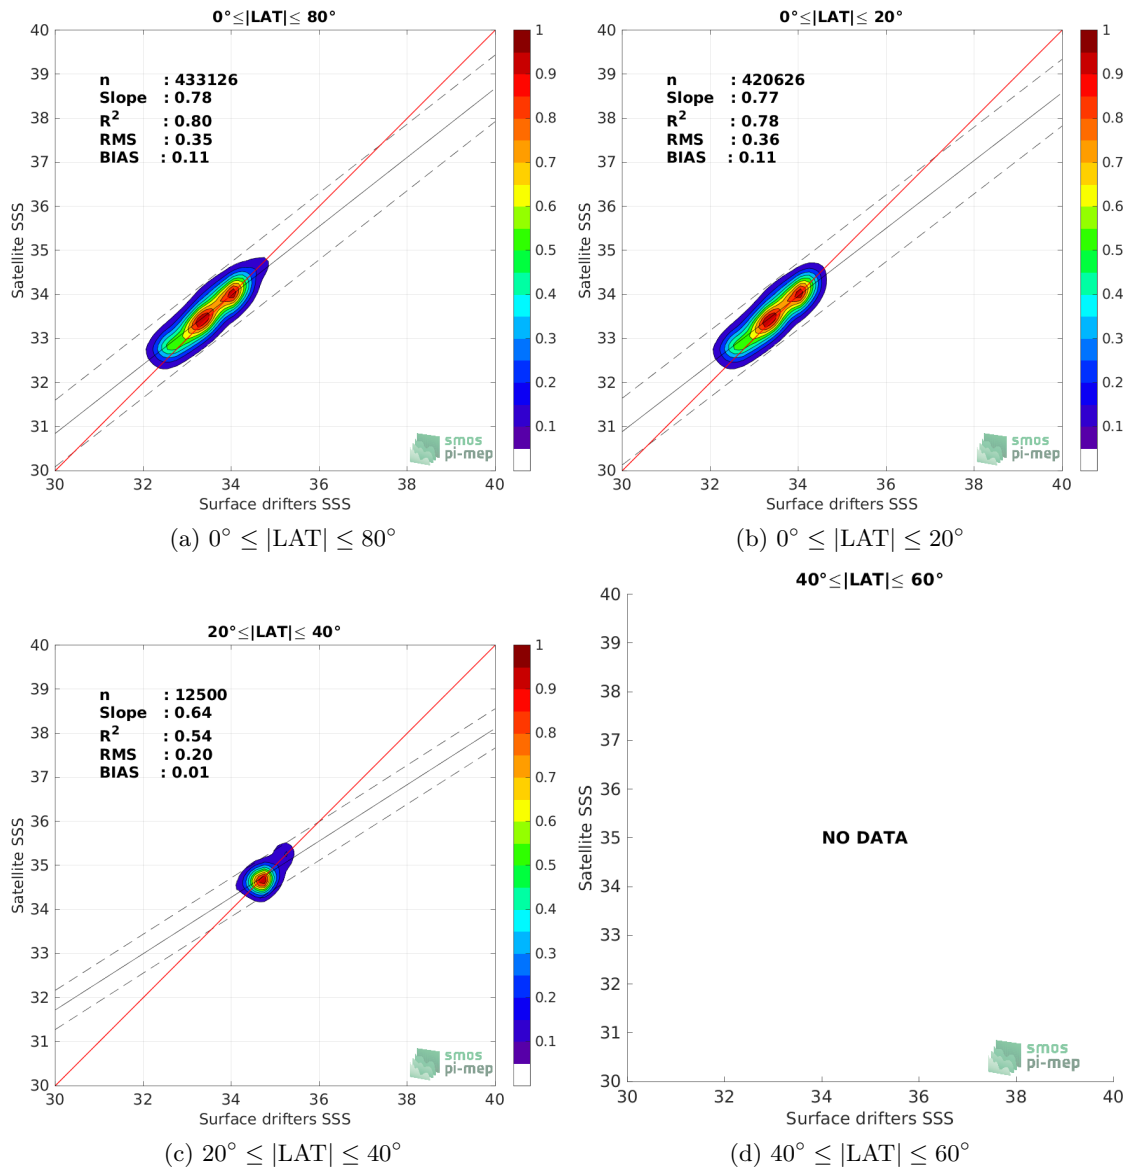 0°≤|LAT|≤ 80°
n : 433126
Slope : 0.78
R² : 0.80
RMS : 0.35
BIAS : 0.11
40
39
38
37
36
35
34
33
32
31
30
Satellite SSS
30 32 34 36 38 40
Surface drifters SSS
1
0.9
0.8
0.7
0.6
0.5
0.4
0.3
0.2
0.1
smos
pi-mep
(a) 0° ≤ |LAT| ≤ 80°
0°≤|LAT|≤ 20°
n : 420626
Slope : 0.77
R² : 0.78
RMS : 0.36
BIAS : 0.11
40
39
38
37
36
35
34
33
32
31
30
Satellite SSS
30 32 34 36 38 40
Surface drifters SSS
1
0.9
0.8
0.7
0.6
0.5
0.4
0.3
0.2
0.1
smos
pi-mep
(b) 0° ≤ |LAT| ≤ 20°
20°≤|LAT|≤ 40°
n : 12500
Slope : 0.64
R² : 0.54
RMS : 0.20
BIAS : 0.01
40
39
38
37
36
35
34
33
32
31
30
Satellite SSS
30 32 34 36 38 40
Surface drifters SSS
1
0.9
0.8
0.7
0.6
0.5
0.4
0.3
0.2
0.1
smos
pi-mep
(c) 20° ≤ |LAT| ≤ 40°
40°≤|LAT|≤ 60°
40
39
38
37
36
35
34
33
32
31
30
Satellite SSS
NO DATA
30 32 34 36 38 40
Surface drifters SSS
smos
pi-mep
(d) 40° ≤ |LAT| ≤ 60°